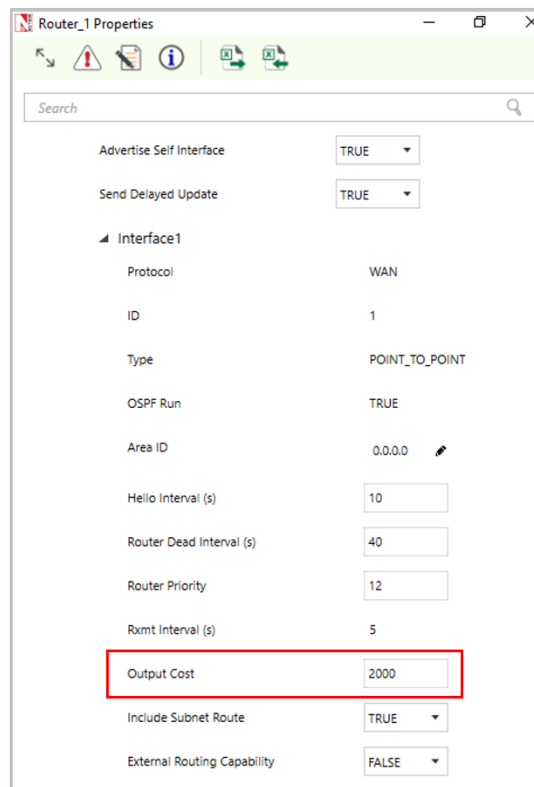 Router_1 Properties
Search
Advertise Self Interface TRUE
Send Delayed Update TRUE
Interface1
Protocol WAN
ID 1
Type POINT_TO_POINT
OSPF Run TRUE
Area ID 0.0.0.0
Hello Interval (s) 10
Router Dead Interval (s) 40
Router Priority 12
Rxmt Interval (s) 5
Output Cost 2000
Include Subnet Route TRUE
External Routing Capability FALSE